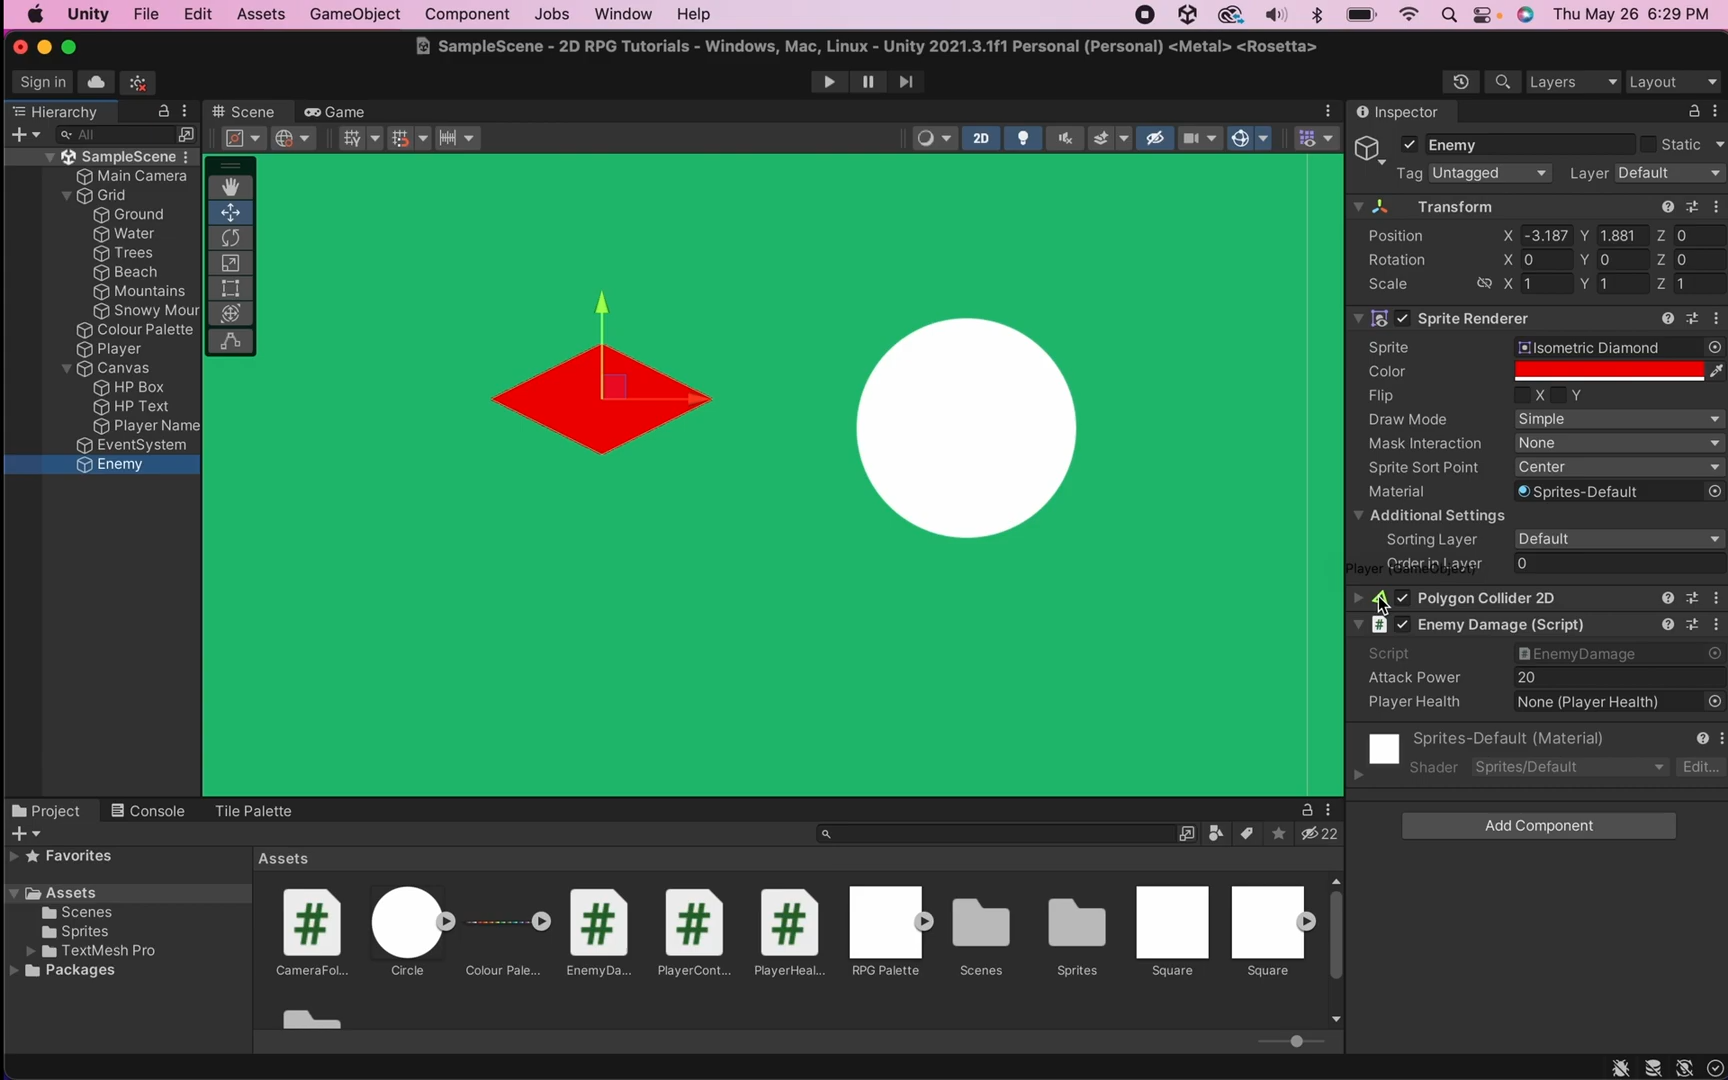 Unity File Edit Assets GameObject Component Jobs Window Help Thu May 26 6:29 PM
SampleScene - 2D RPG Tutorials - Windows, Mac, Linux - Unity 2021.3.1f1 Personal (Personal) <Metal> <Rosetta>
Sign in Layers Layout
Hierarchy
All
SampleScene
Main Camera
Grid
Ground
Water
Trees
Beach
Mountains
Snowy Mour
Colour Palette
Player
Canvas
HP Box
HP Text
Player Name
EventSystem
Enemy
Scene Game
2D
Inspector
Enemy Static
Tag Untagged Layer Default
Transform
Position X -3.187 Y 1.881 Z 0
Rotation X 0 Y 0 Z 0
Scale X 1 Y 1 Z 1
Sprite Renderer
Sprite Isometric Diamond
Color
Flip X Y
Draw Mode Simple
Mask Interaction None
Sprite Sort Point Center
Material Sprites-Default
Additional Settings
Sorting Layer Default
Order in Layer 0
Player (GameObject)
Polygon Collider 2D
# Enemy Damage (Script)
Script EnemyDamage
Attack Power 20
Player Health None (Player Health)
Sprites-Default (Material)
Shader Sprites/Default Edit...
Add Component
Project Console Tile Palette
22
Favorites
Assets
Scenes
Sprites
TextMesh Pro
Packages
Assets
# # # #
CameraFol... Circle Colour Pale... EnemyDa... PlayerCont... PlayerHeal... RPG Palette Scenes Sprites Square Square